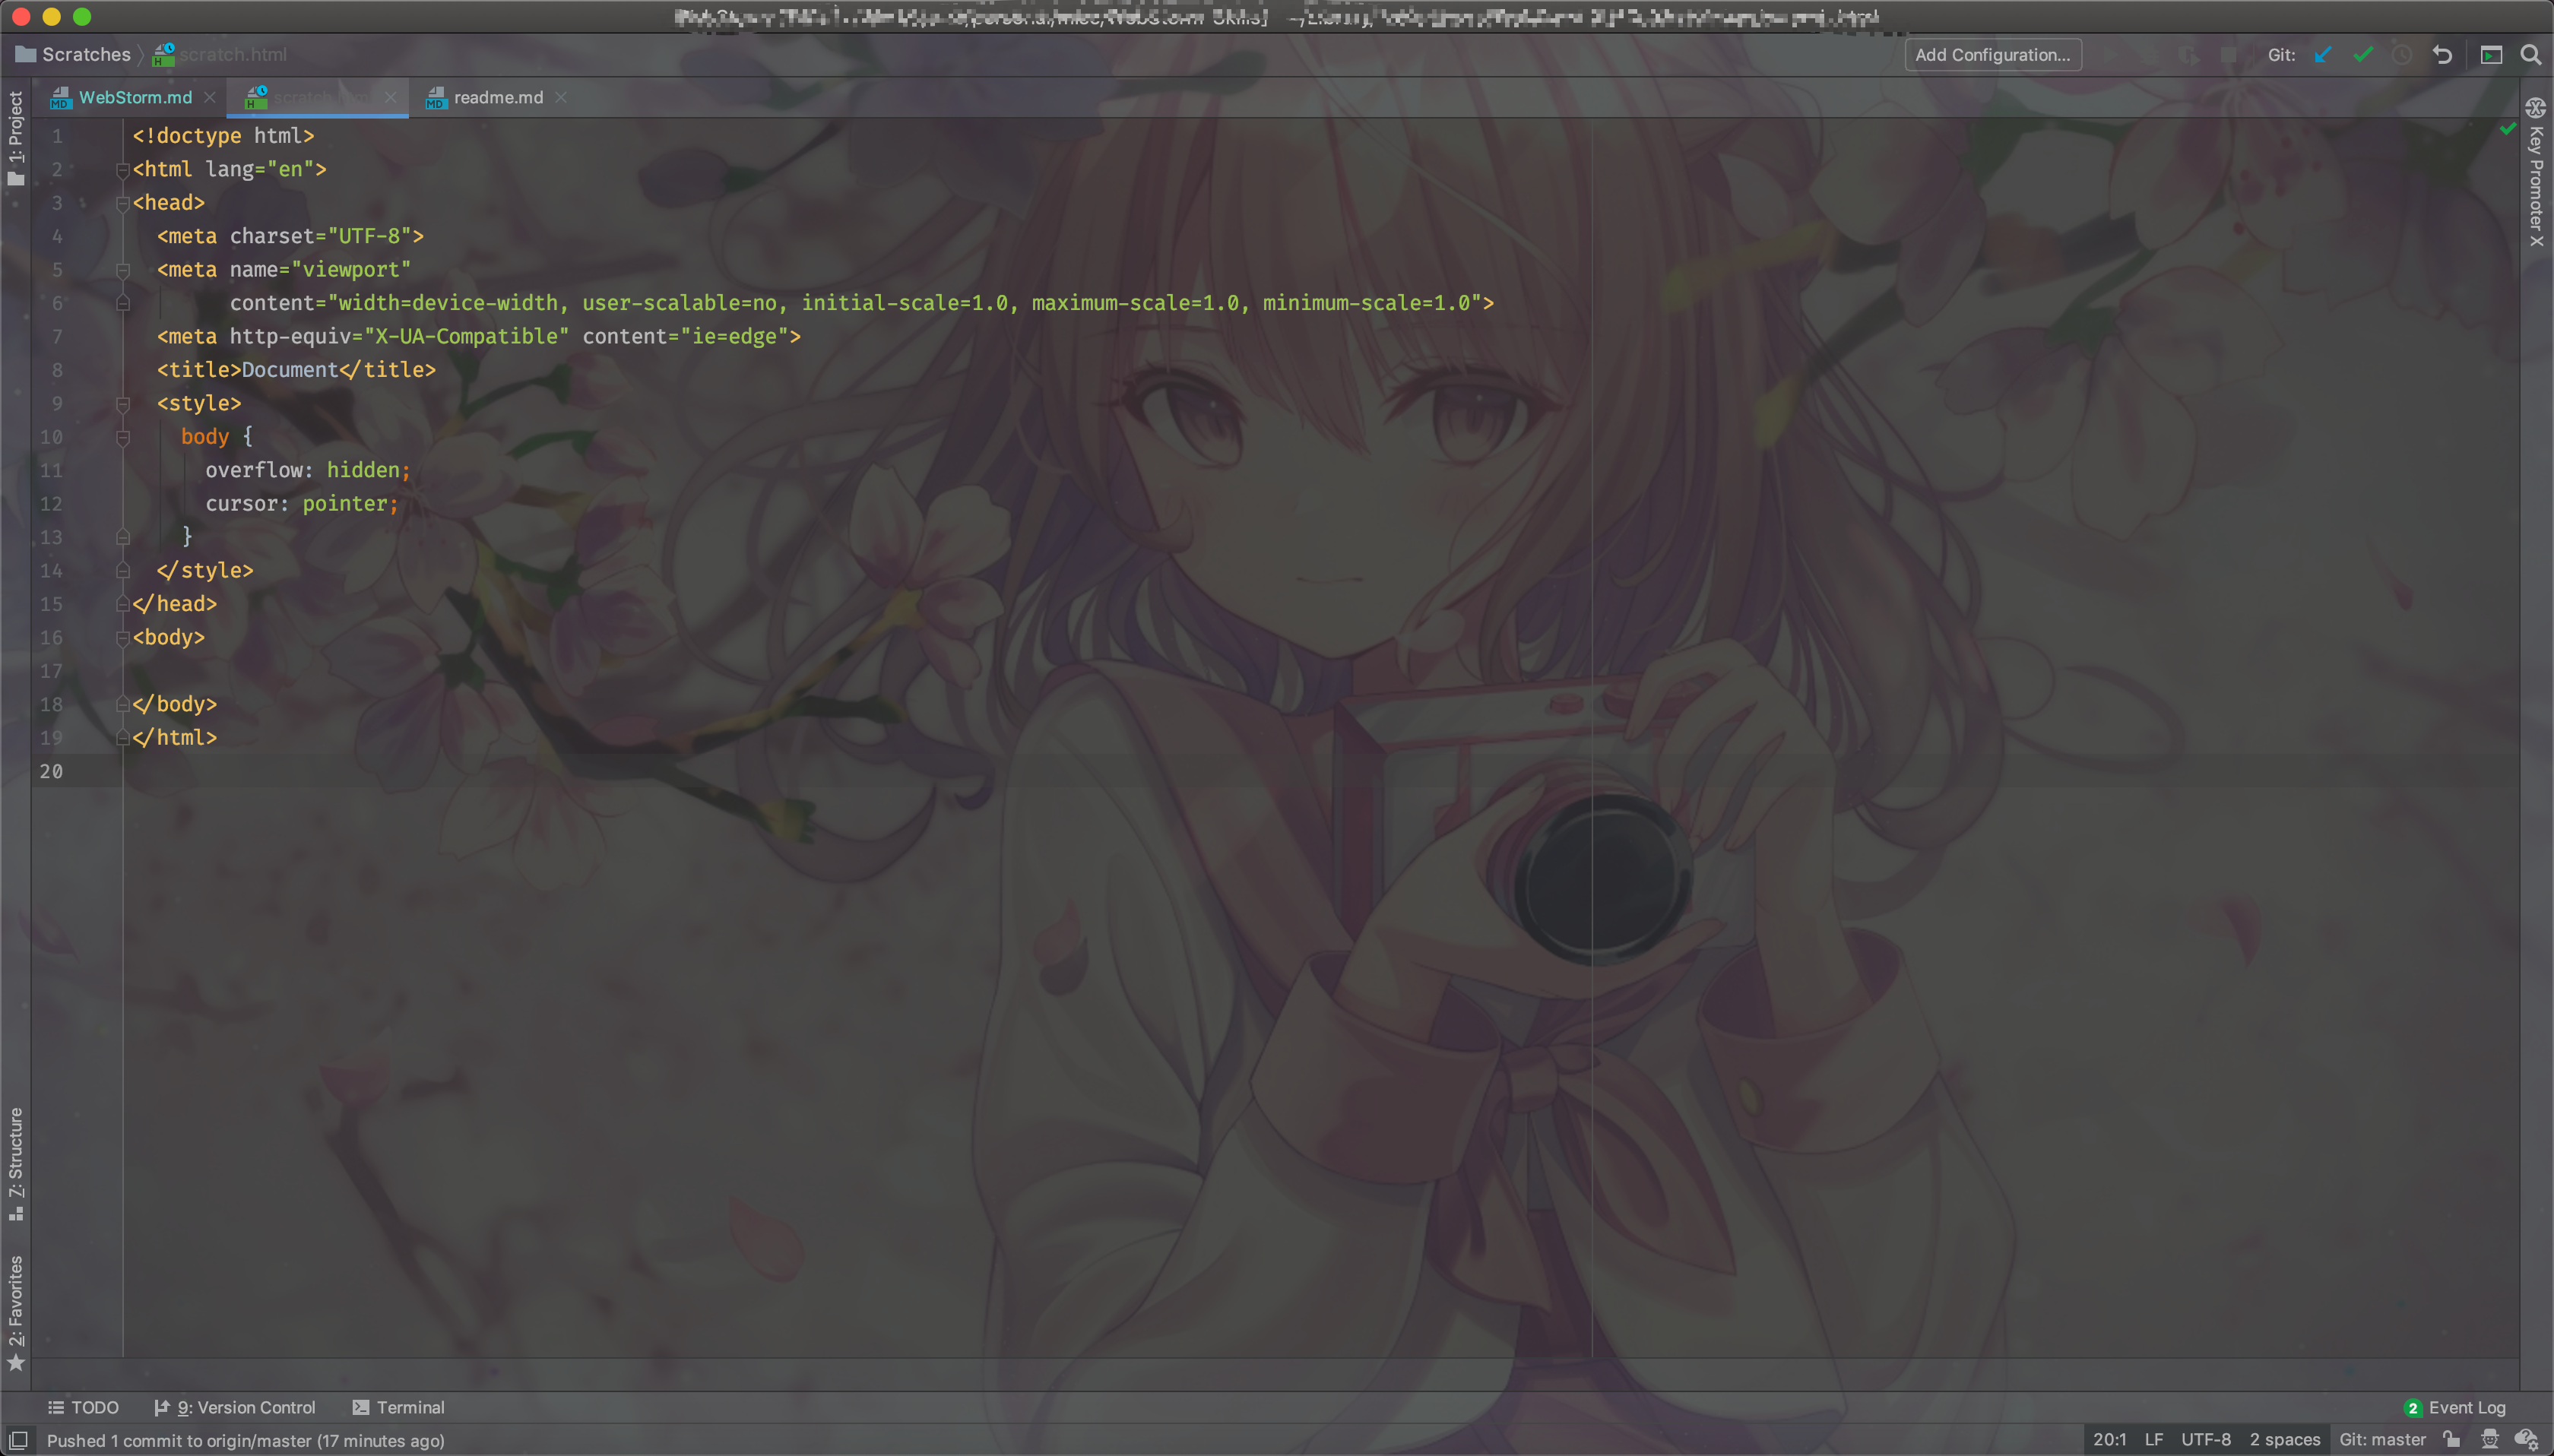 Scratches scratch.html Add Configuration... Git:
WebStorm.md readme.md
1: Project
Key Promoter X
1 <!doctype html>
2 <html lang="en">
3 <head>
4 <meta charset="UTF-8">
5 <meta name="viewport"
6 content="width=device-width, user-scalable=no, initial-scale=1.0, maximum-scale=1.0, minimum-scale=1.0">
7 <meta http-equiv="X-UA-Compatible" content="ie=edge">
8 <title>Document</title>
9 <style>
10 body {
11 overflow: hidden;
12 cursor: pointer;
13 }
14 </style>
15 </head>
16 <body>
17
18 </body>
19 </html>
20
Z: Structure
2: Favorites
TODO 9: Version Control Terminal 2 Event Log
Pushed 1 commit to origin/master (17 minutes ago) 20:1 LF UTF-8 2 spaces Git: master